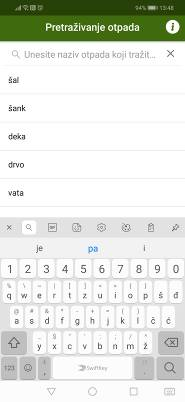 94% 13:48
Pretraživanje otpada
Unesite naziv otpada koji tražit...
šal
šank
deka
drvo
vata
je pa i
1 2 3 4 5 6 7 8 9 0
q w e r t z u i o p š đ
a s d f g h j k l č ć
y x c v b n m ž
123 SwiftKey